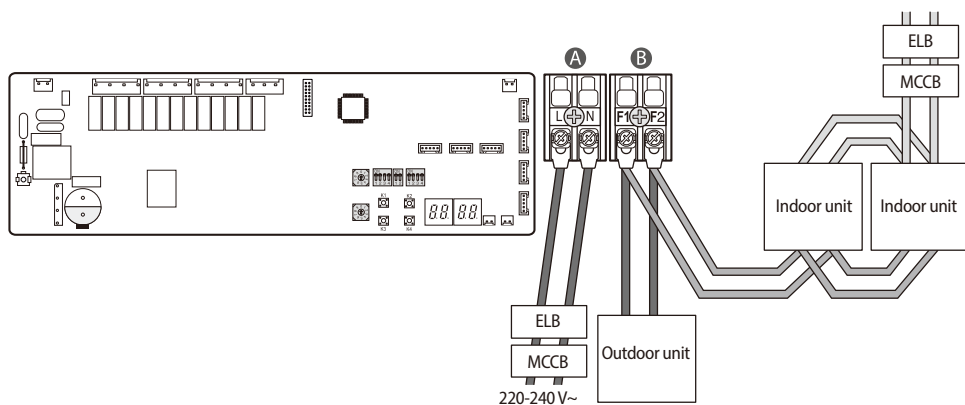 ELB
MCCB
A
B
L
N
F1
F2
K1
K2
K3
K4
88
88
Indoor unit
Indoor unit
ELB
MCCB
Outdoor unit
220-240 V~